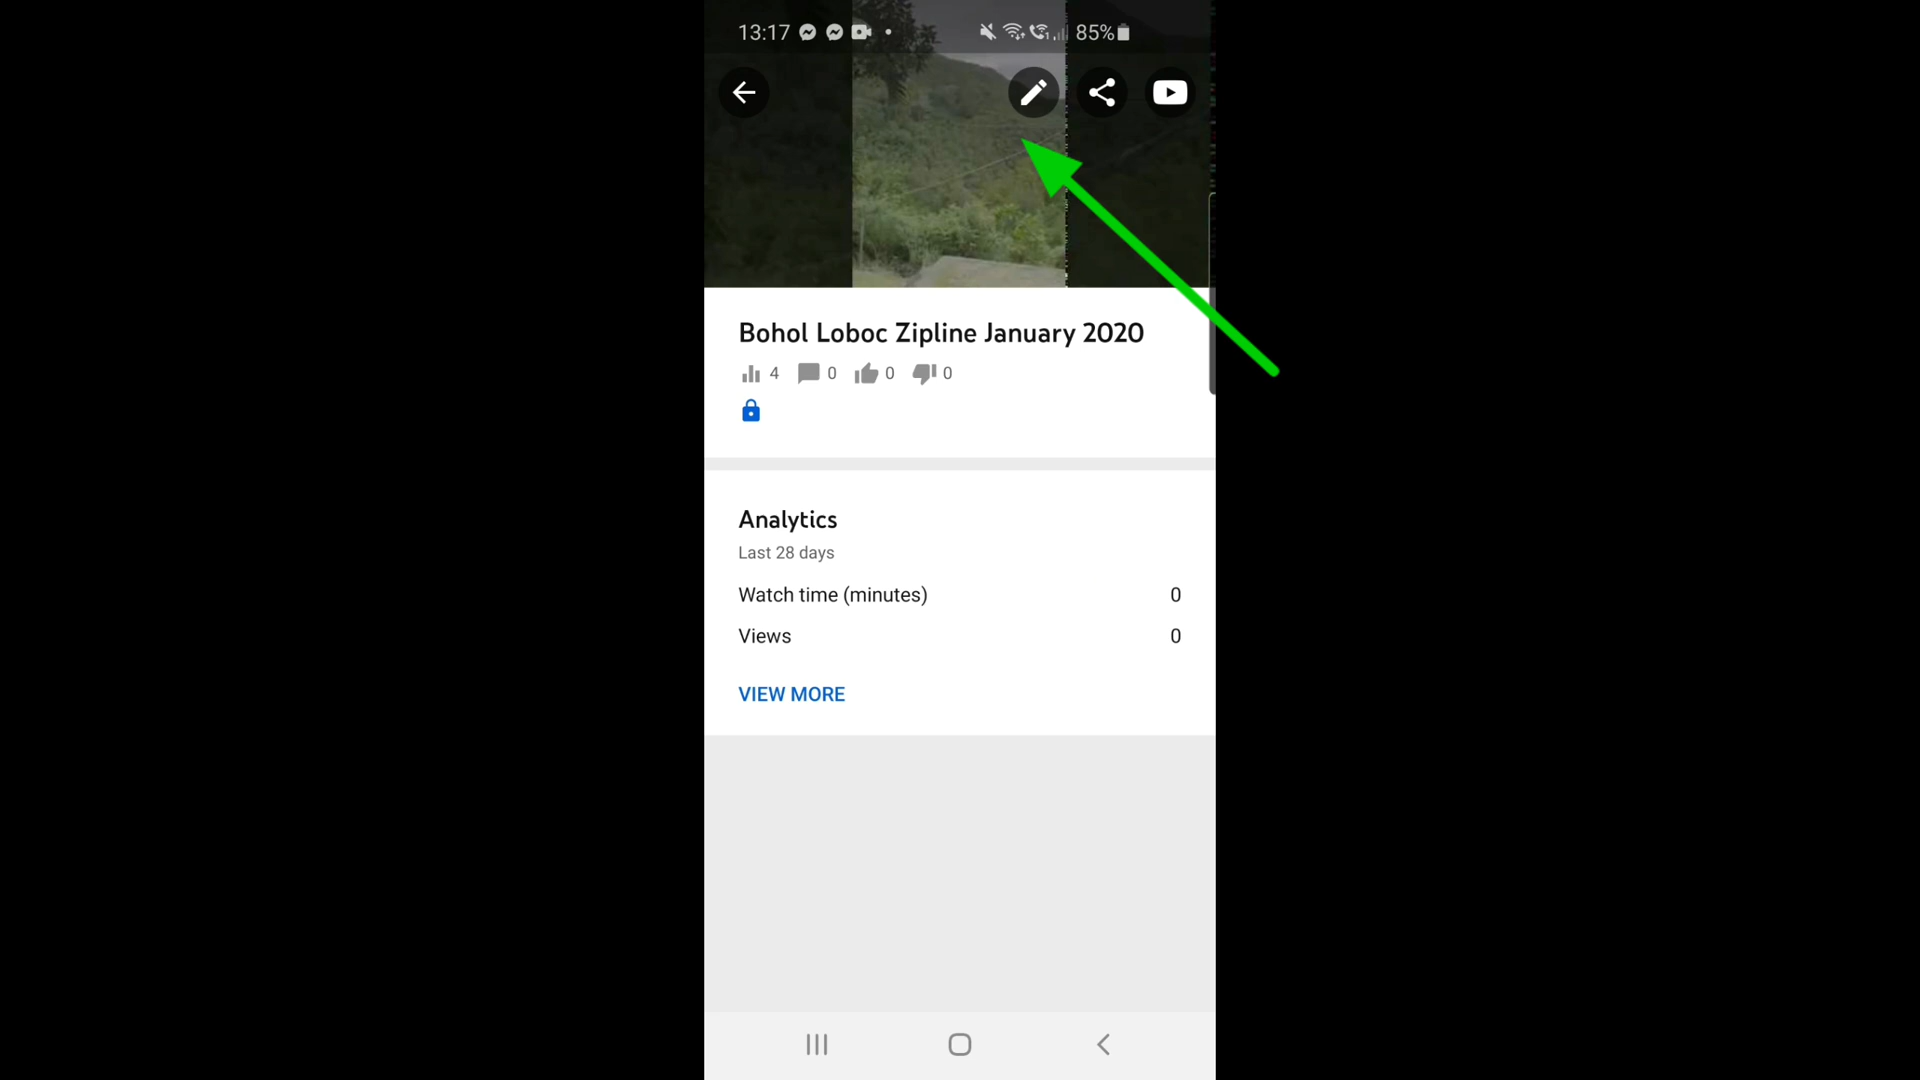 13:17 85%
Bohol Loboc Zipline January 2020
4 0 0 0
Analytics
Last 28 days
Watch time (minutes) 0
Views 0
VIEW MORE